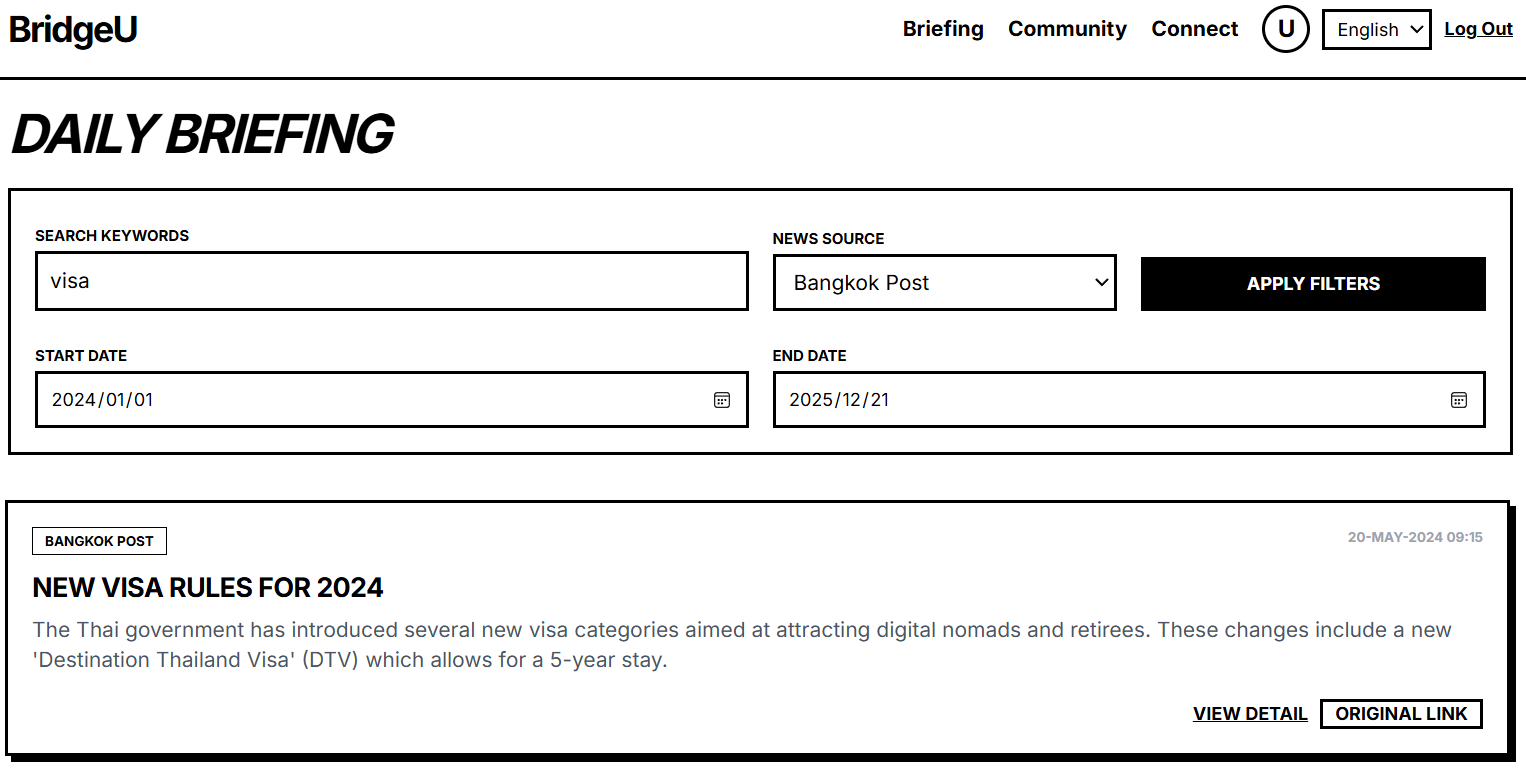 BridgeU
Briefing Community Connect U English Log Out
DAILY BRIEFING
SEARCH KEYWORDS
visa
NEWS SOURCE
Bangkok Post
APPLY FILTERS
START DATE
2024/01/01
END DATE
2025/12/21
BANGKOK POST
20-MAY-2024 09:15
NEW VISA RULES FOR 2024
The Thai government has introduced several new visa categories aimed at attracting digital nomads and retirees. These changes include a new
'Destination Thailand Visa' (DTV) which allows for a 5-year stay.
VIEW DETAIL ORIGINAL LINK